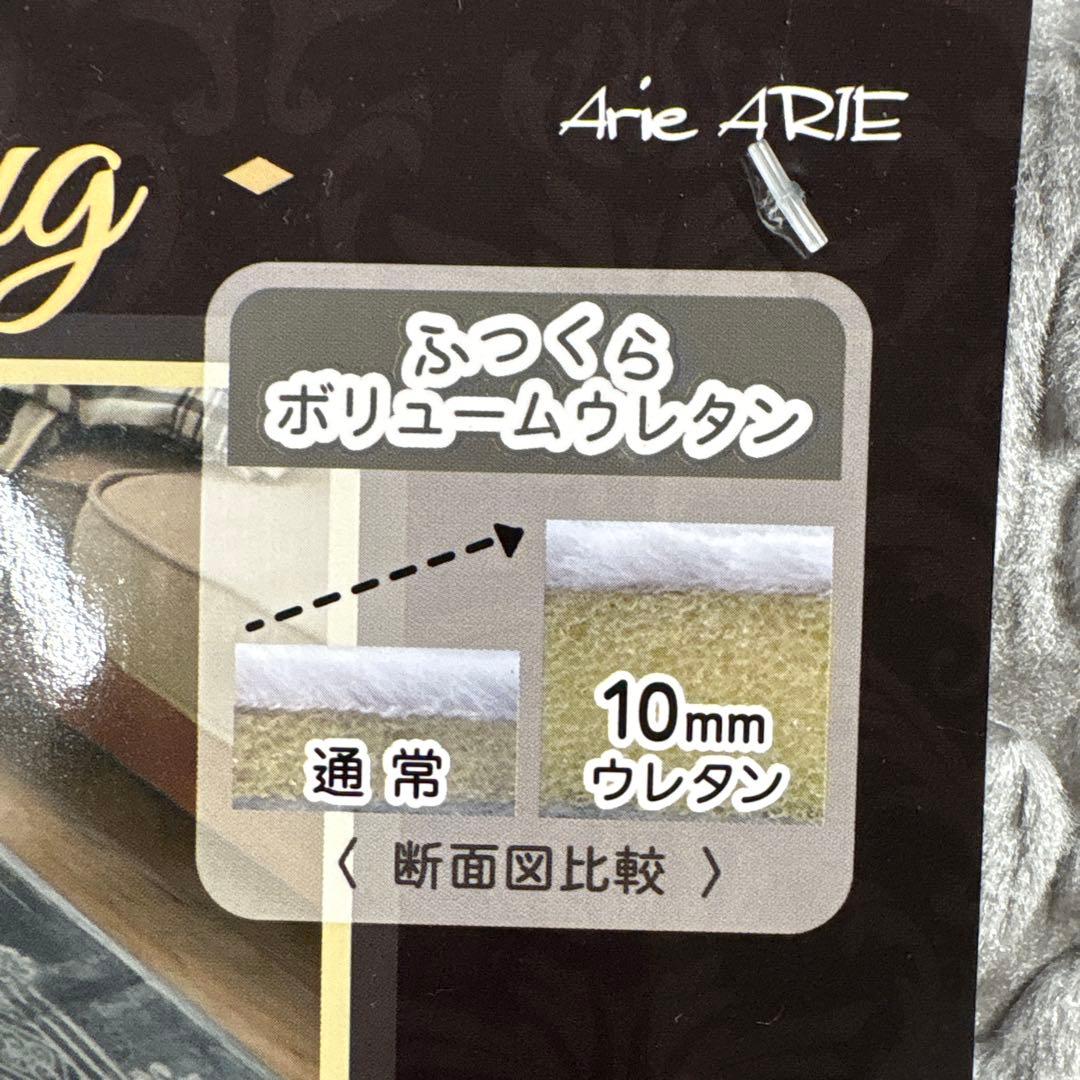 Arie ARIE
ug
ふっくら
ボリュームウレタン
通常
10mm
ウレタン
〈 断面図比較 〉